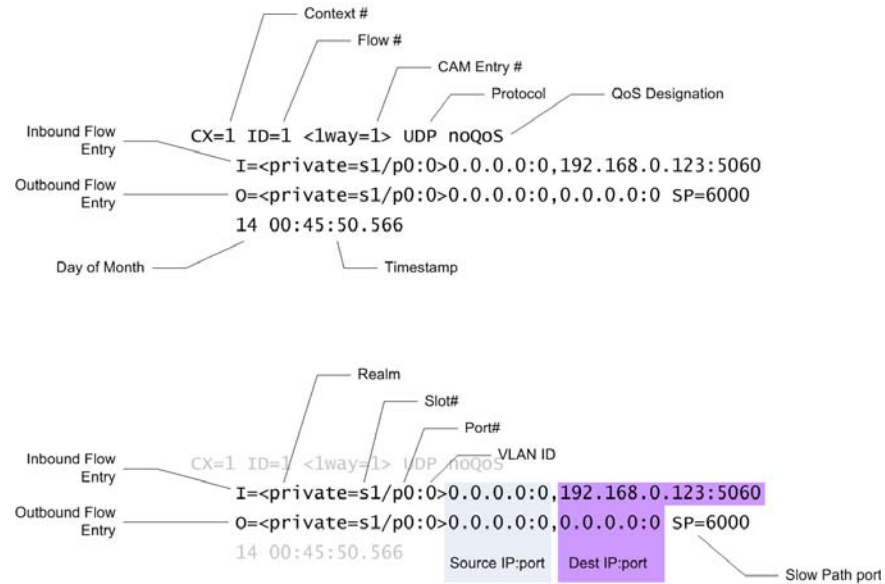 Context #
Flow #
CAM Entry #
Protocol
QoS Designation
Inbound Flow
Entry
CX=1 ID=1 <1way=1> UDP noQoS
I=<private=s1/p0:0>0.0.0.0:0,192.168.0.123:5060
Outbound Flow
Entry
O=<private=s1/p0:0>0.0.0.0:0,0.0.0.0:0 SP=6000
14 00:45:50.566
Day of Month
Timestamp
Realm
Slot#
Port#
VLAN ID
Inbound Flow
Entry
CX=1 ID=1 <1way=1> UDP noQoS
I=<private=s1/p0:0>0.0.0.0:0,192.168.0.123:5060
Outbound Flow
Entry
O=<private=s1/p0:0>0.0.0.0:0,0.0.0.0:0 SP=6000
14 00:45:50.566
Source IP:port
Dest IP:port
Slow Path port